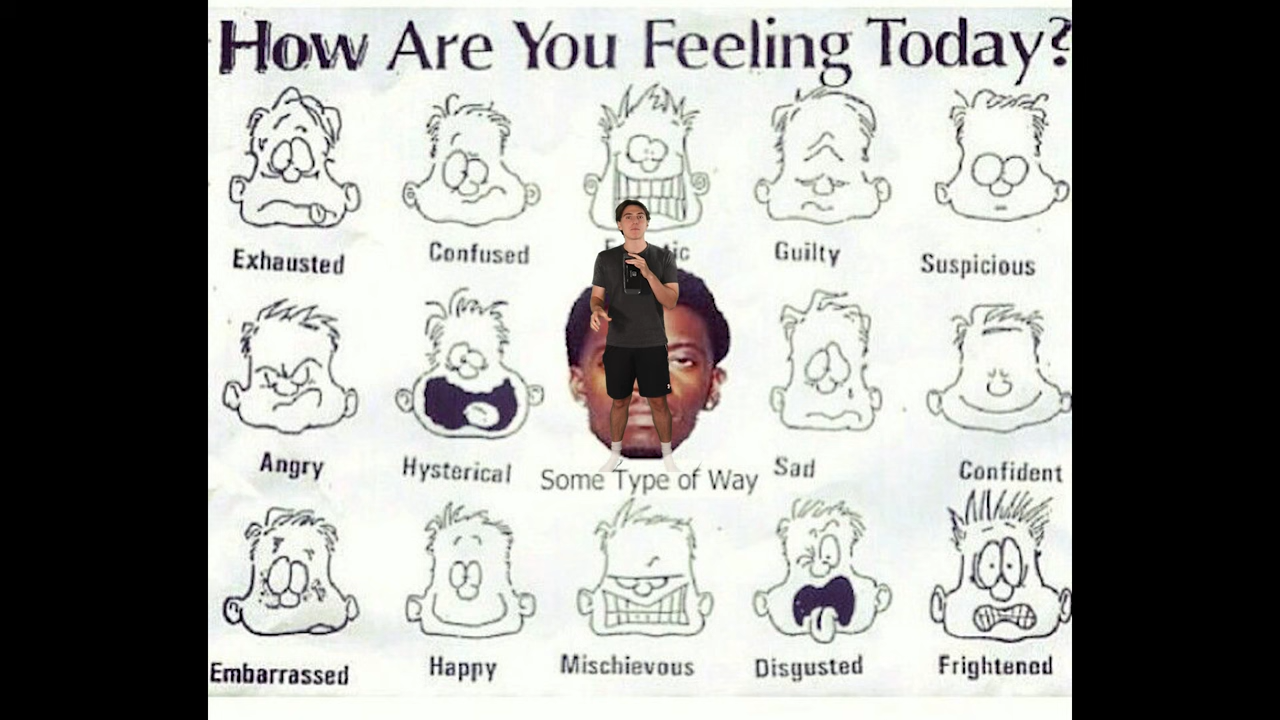 How Are You Feeling Today?
Exhausted Confused Guilty Suspicious
Angry Hysterical Some Type of Way Sad Confident
Embarrassed Happy Mischievous Disgusted Frightened